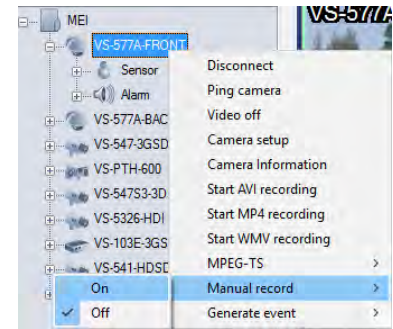 MEI
VS-577A
VS-577A-FRONT
Sensor
Alarm
VS-577A-BAC
VS-547-3GSD
VS-PTH-600
VS-547S3-3D
VS-5326-HDI
VS-103E-3GS
VS-541-HDSD
Disconnect
Ping camera
Video off
Camera setup
Camera Information
Start AVI recording
Start MP4 recording
Start WMV recording
MPEG-TS
Manual record
Generate event
On
Off